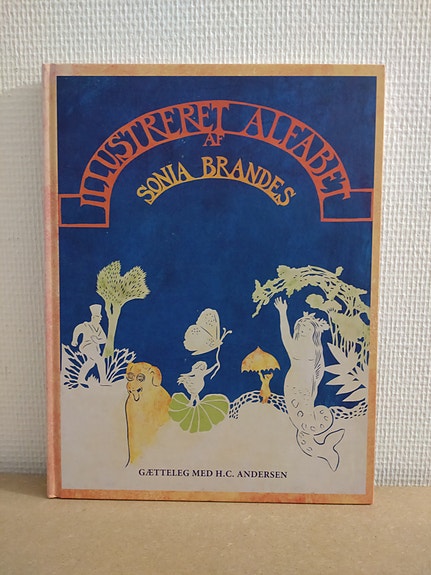 ILLUSTRERET ALFABET
AF
SONIA BRANDES
GÆTTELEG MED H.C. ANDERSEN